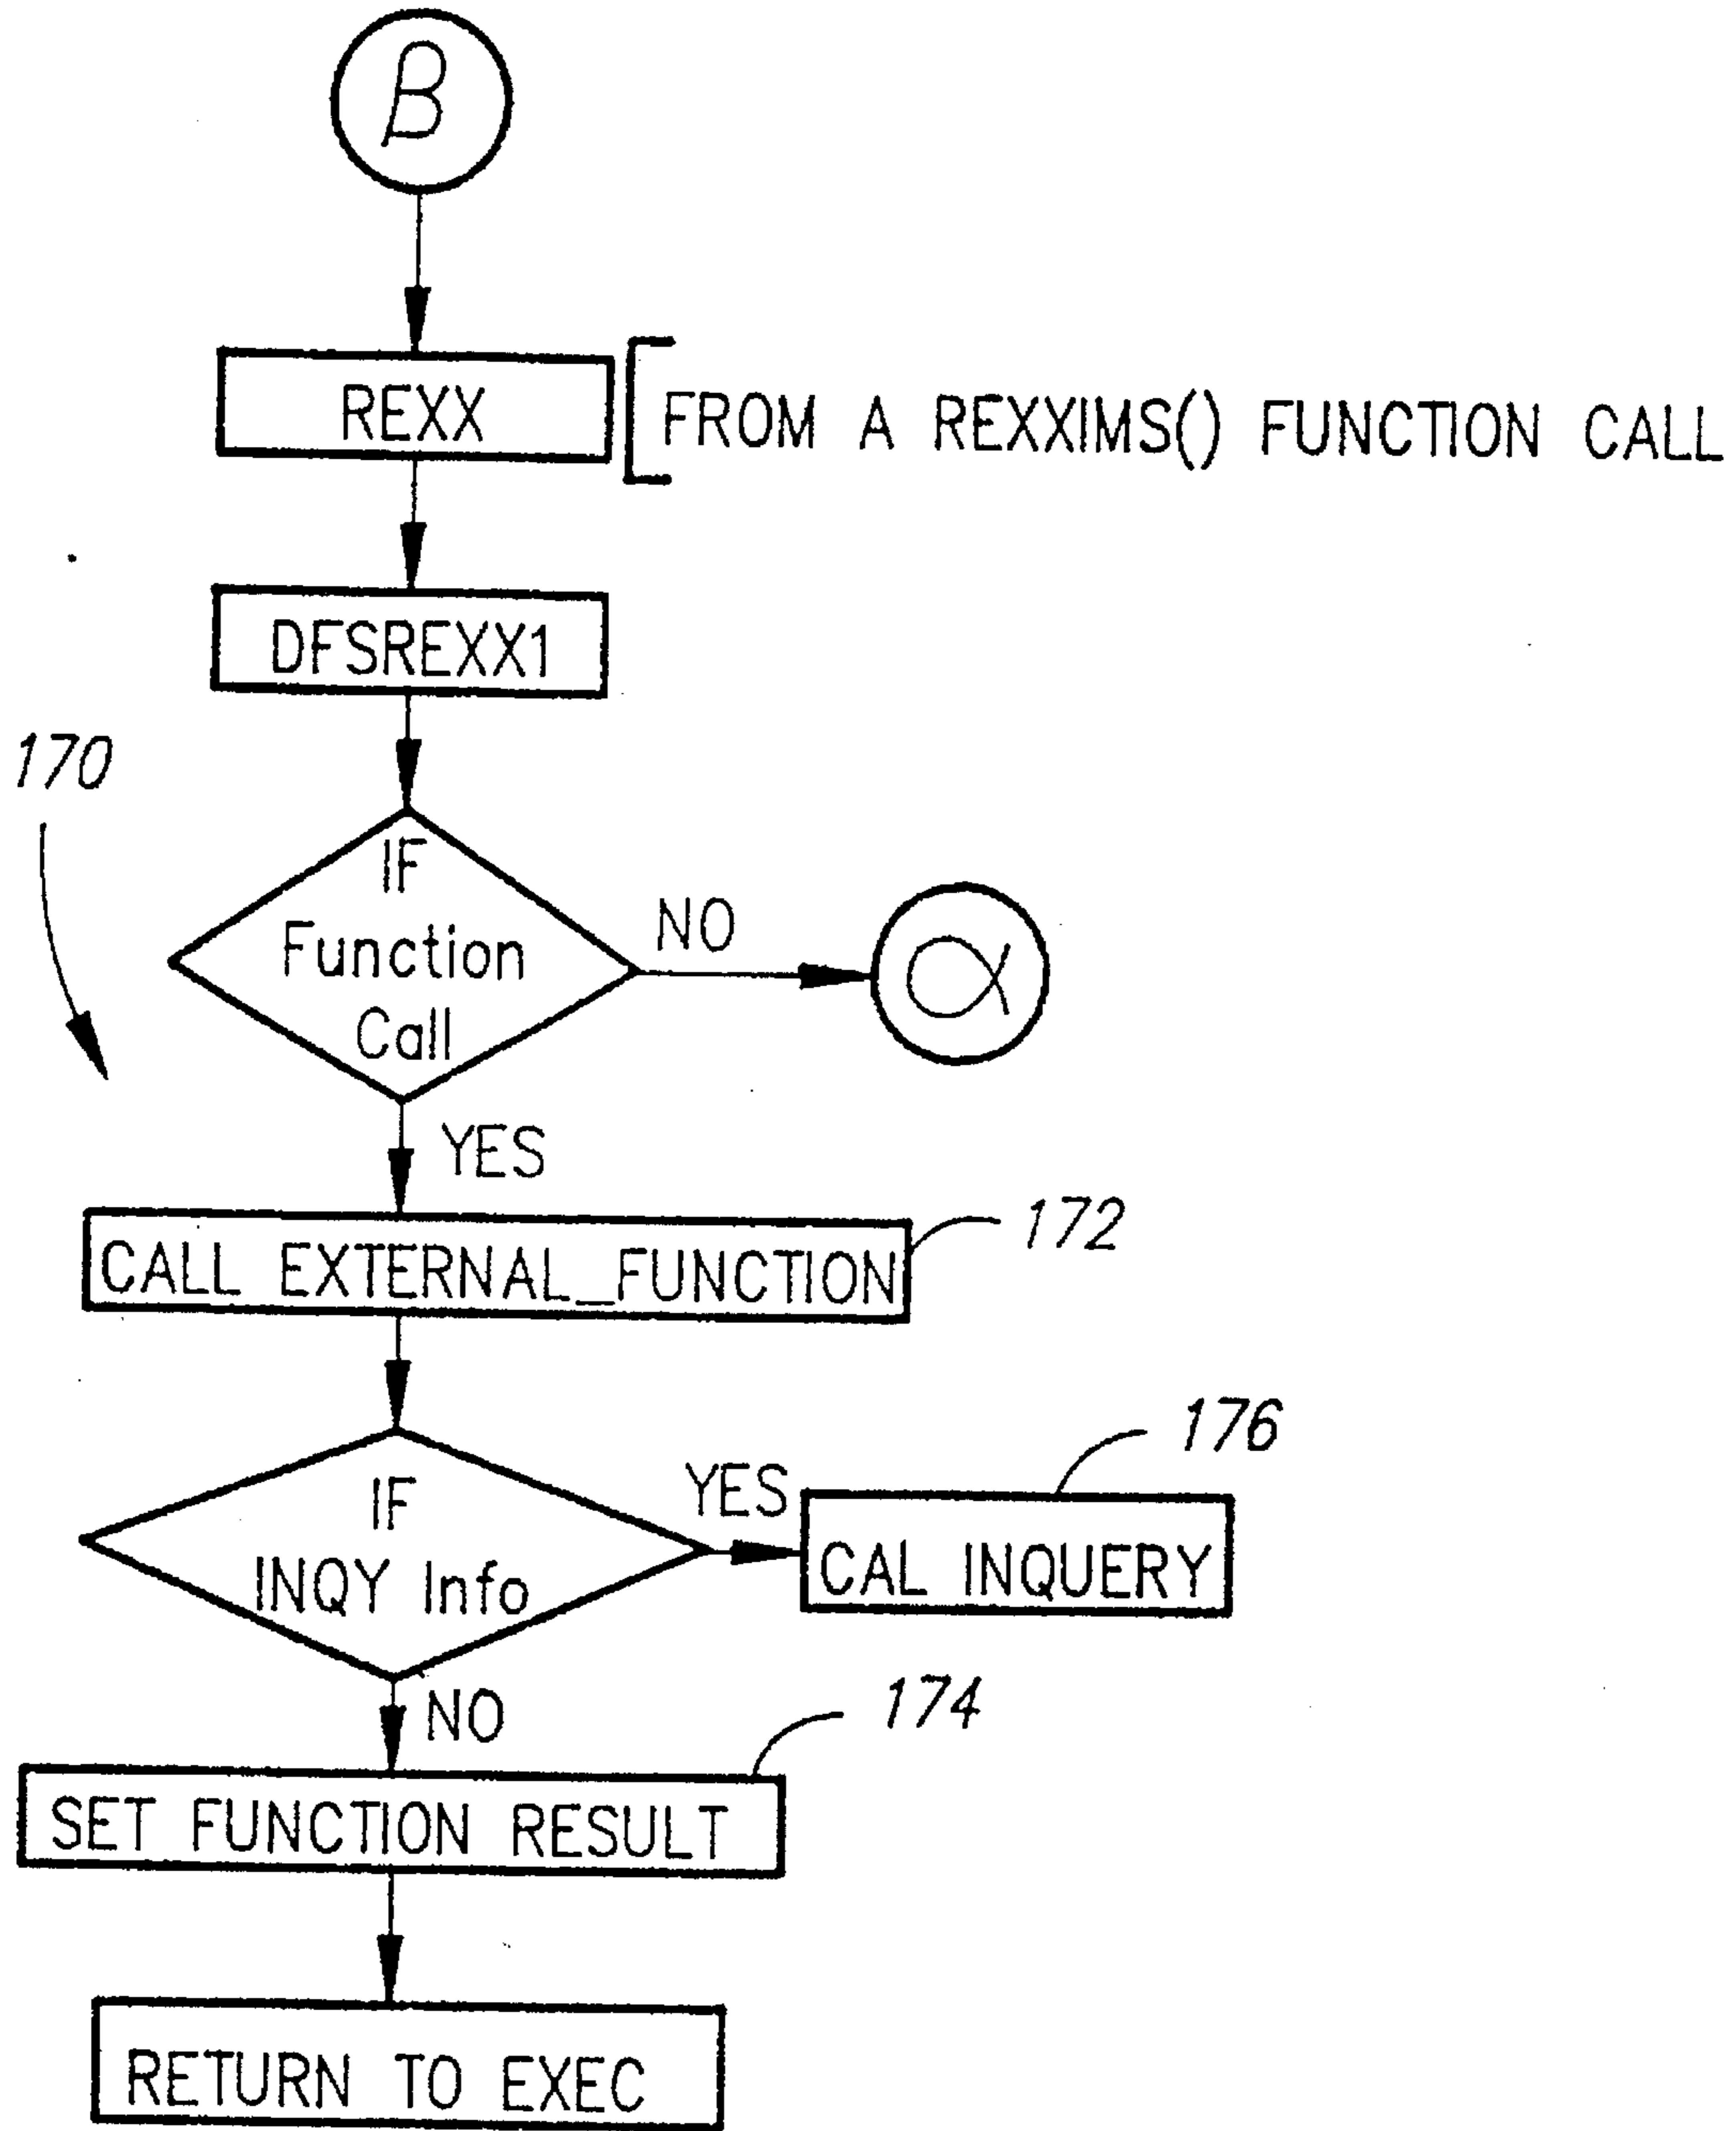 β
REXX
FROM A REXXIMS() FUNCTION CALL
DFSREXX1
170
IF
Function
Call
NO
α
YES
CALL EXTERNAL_FUNCTION
172
IF
INQY Info
YES
CAL INQUERY
176
NO
SET FUNCTION RESULT
174
RETURN TO EXEC